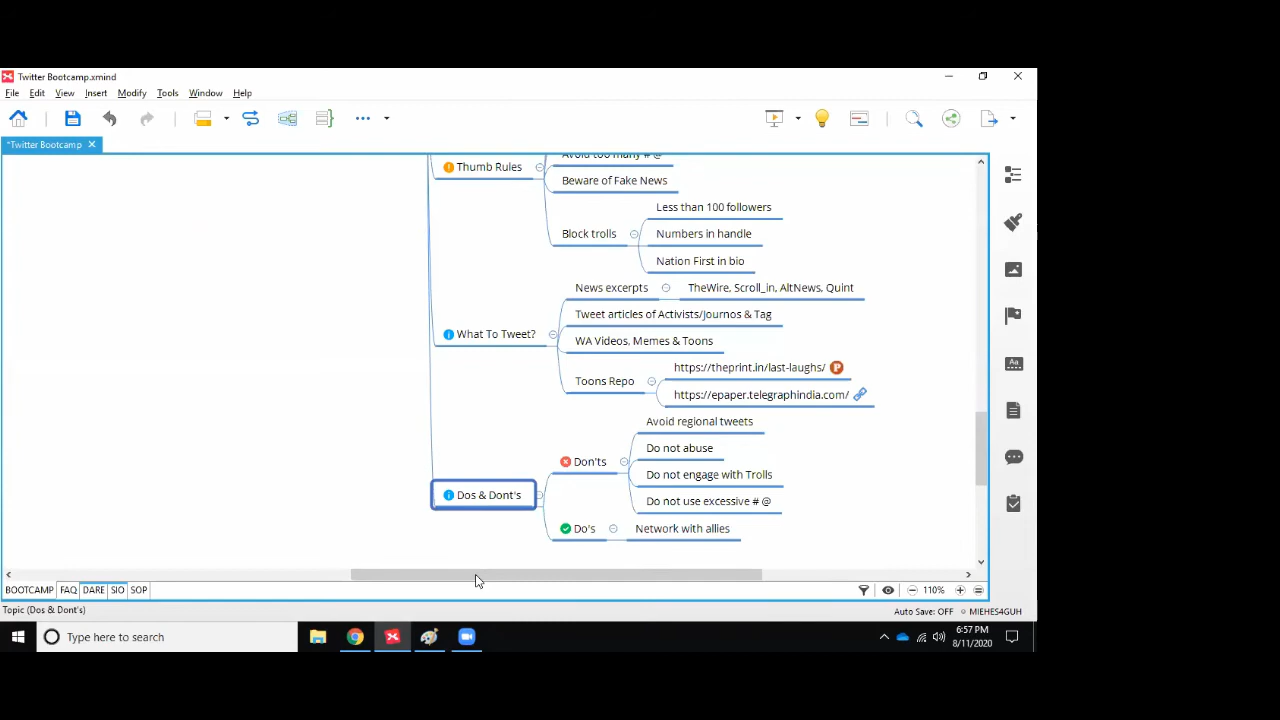 Twitter Bootcamp.xmind
File Edit View Insert Modify Tools Help
*Twitter Bootcamp
Avoid too many # @
Thumb Rules
Beware of Fake News
Less than 100 followers
Block trolls
Numbers in handle
Nation First in bio
News excerpts
TheWire, Scroll_in, AltNews, Quint
Tweet articles of Activists/Journos & Tag
What To Tweet?
WA Videos, Memes & Toons
https://theprint.in/last-laughs/
P
Toons Repo
https://epaper.telegraphindia.com/
Avoid regional tweets
Do not abuse
Don'ts
Do not engage with Trolls
Dos & Dont's
Do not use excessive # @
Do's
Network with allies
Aa
BOOTCAMP FAQ DARE SIO SOP
110%
Topic (Dos & Dont's)
Auto Save: OFF
MIEHES4GUH
Type here to search
6:57 PM
8/11/2020